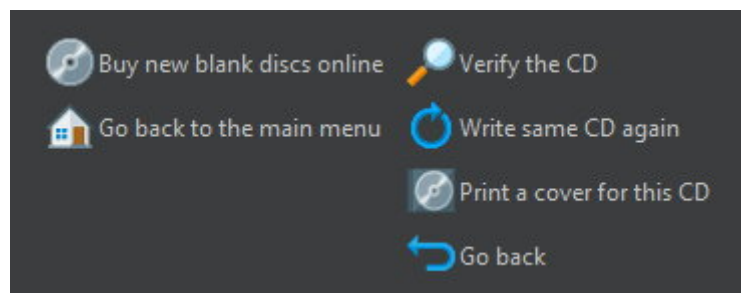 Buy new blank discs online
Go back to the main menu
Verify the CD
Write same CD again
Print a cover for this CD
Go back